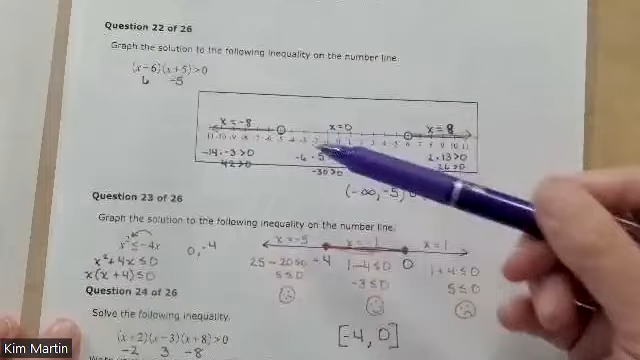 Question 22 of 26
Graph the solution to the following inequality on the number line.
(x−6)(x+5)>0
6 -5
x=-8 x=0 x=8
-14·-3>0 -6·5 2·13>0
42>0 -30>0 26>0
(-∞,-5)
Question 23 of 26
Graph the solution to the following inequality on the number line.
x²≤−4x 0,-4 x=-5 x=-1 x=1
x²+4x≤0 25-20≤0 -4 1-4≤0 0 1+4≤0
x(x+4)≤0 5≤0 -3≤0 5≤0
Question 24 of 26
Solve the following inequality.
[-4,0]
(x+2)(x−3)(x+8)>0
-2 3 -8
Kim Martin